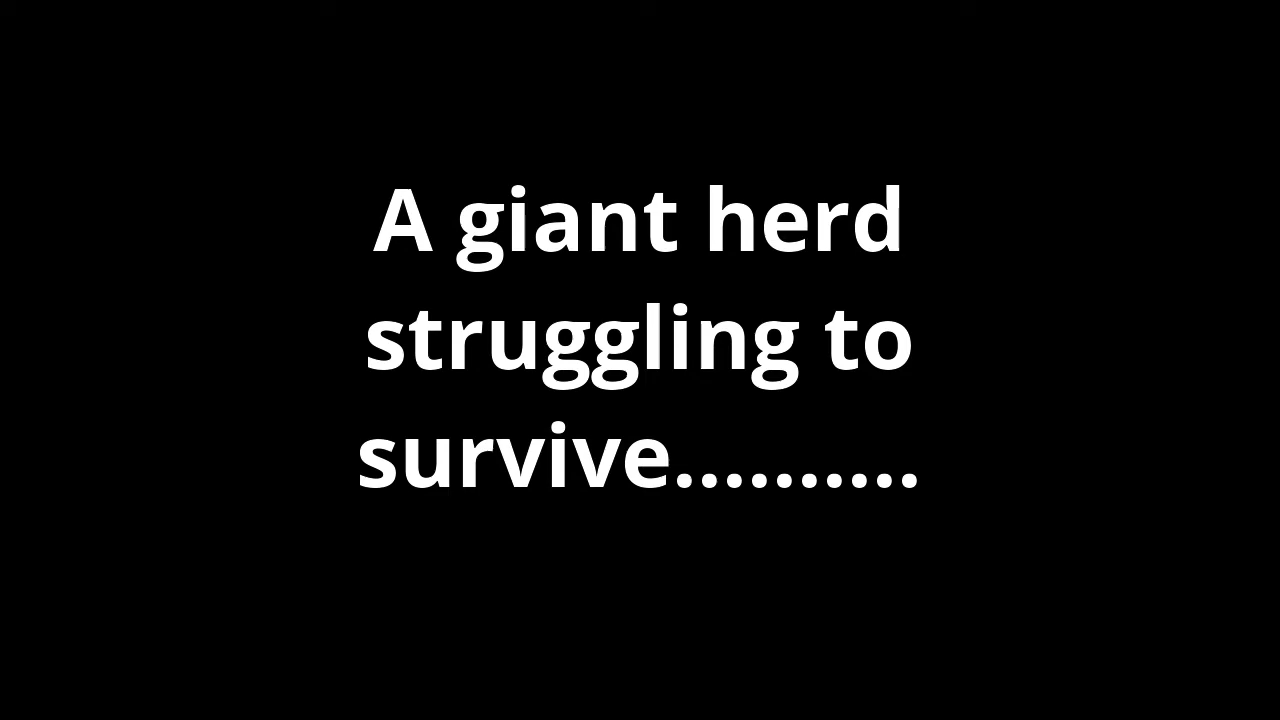 A giant herd
struggling to
survive..........